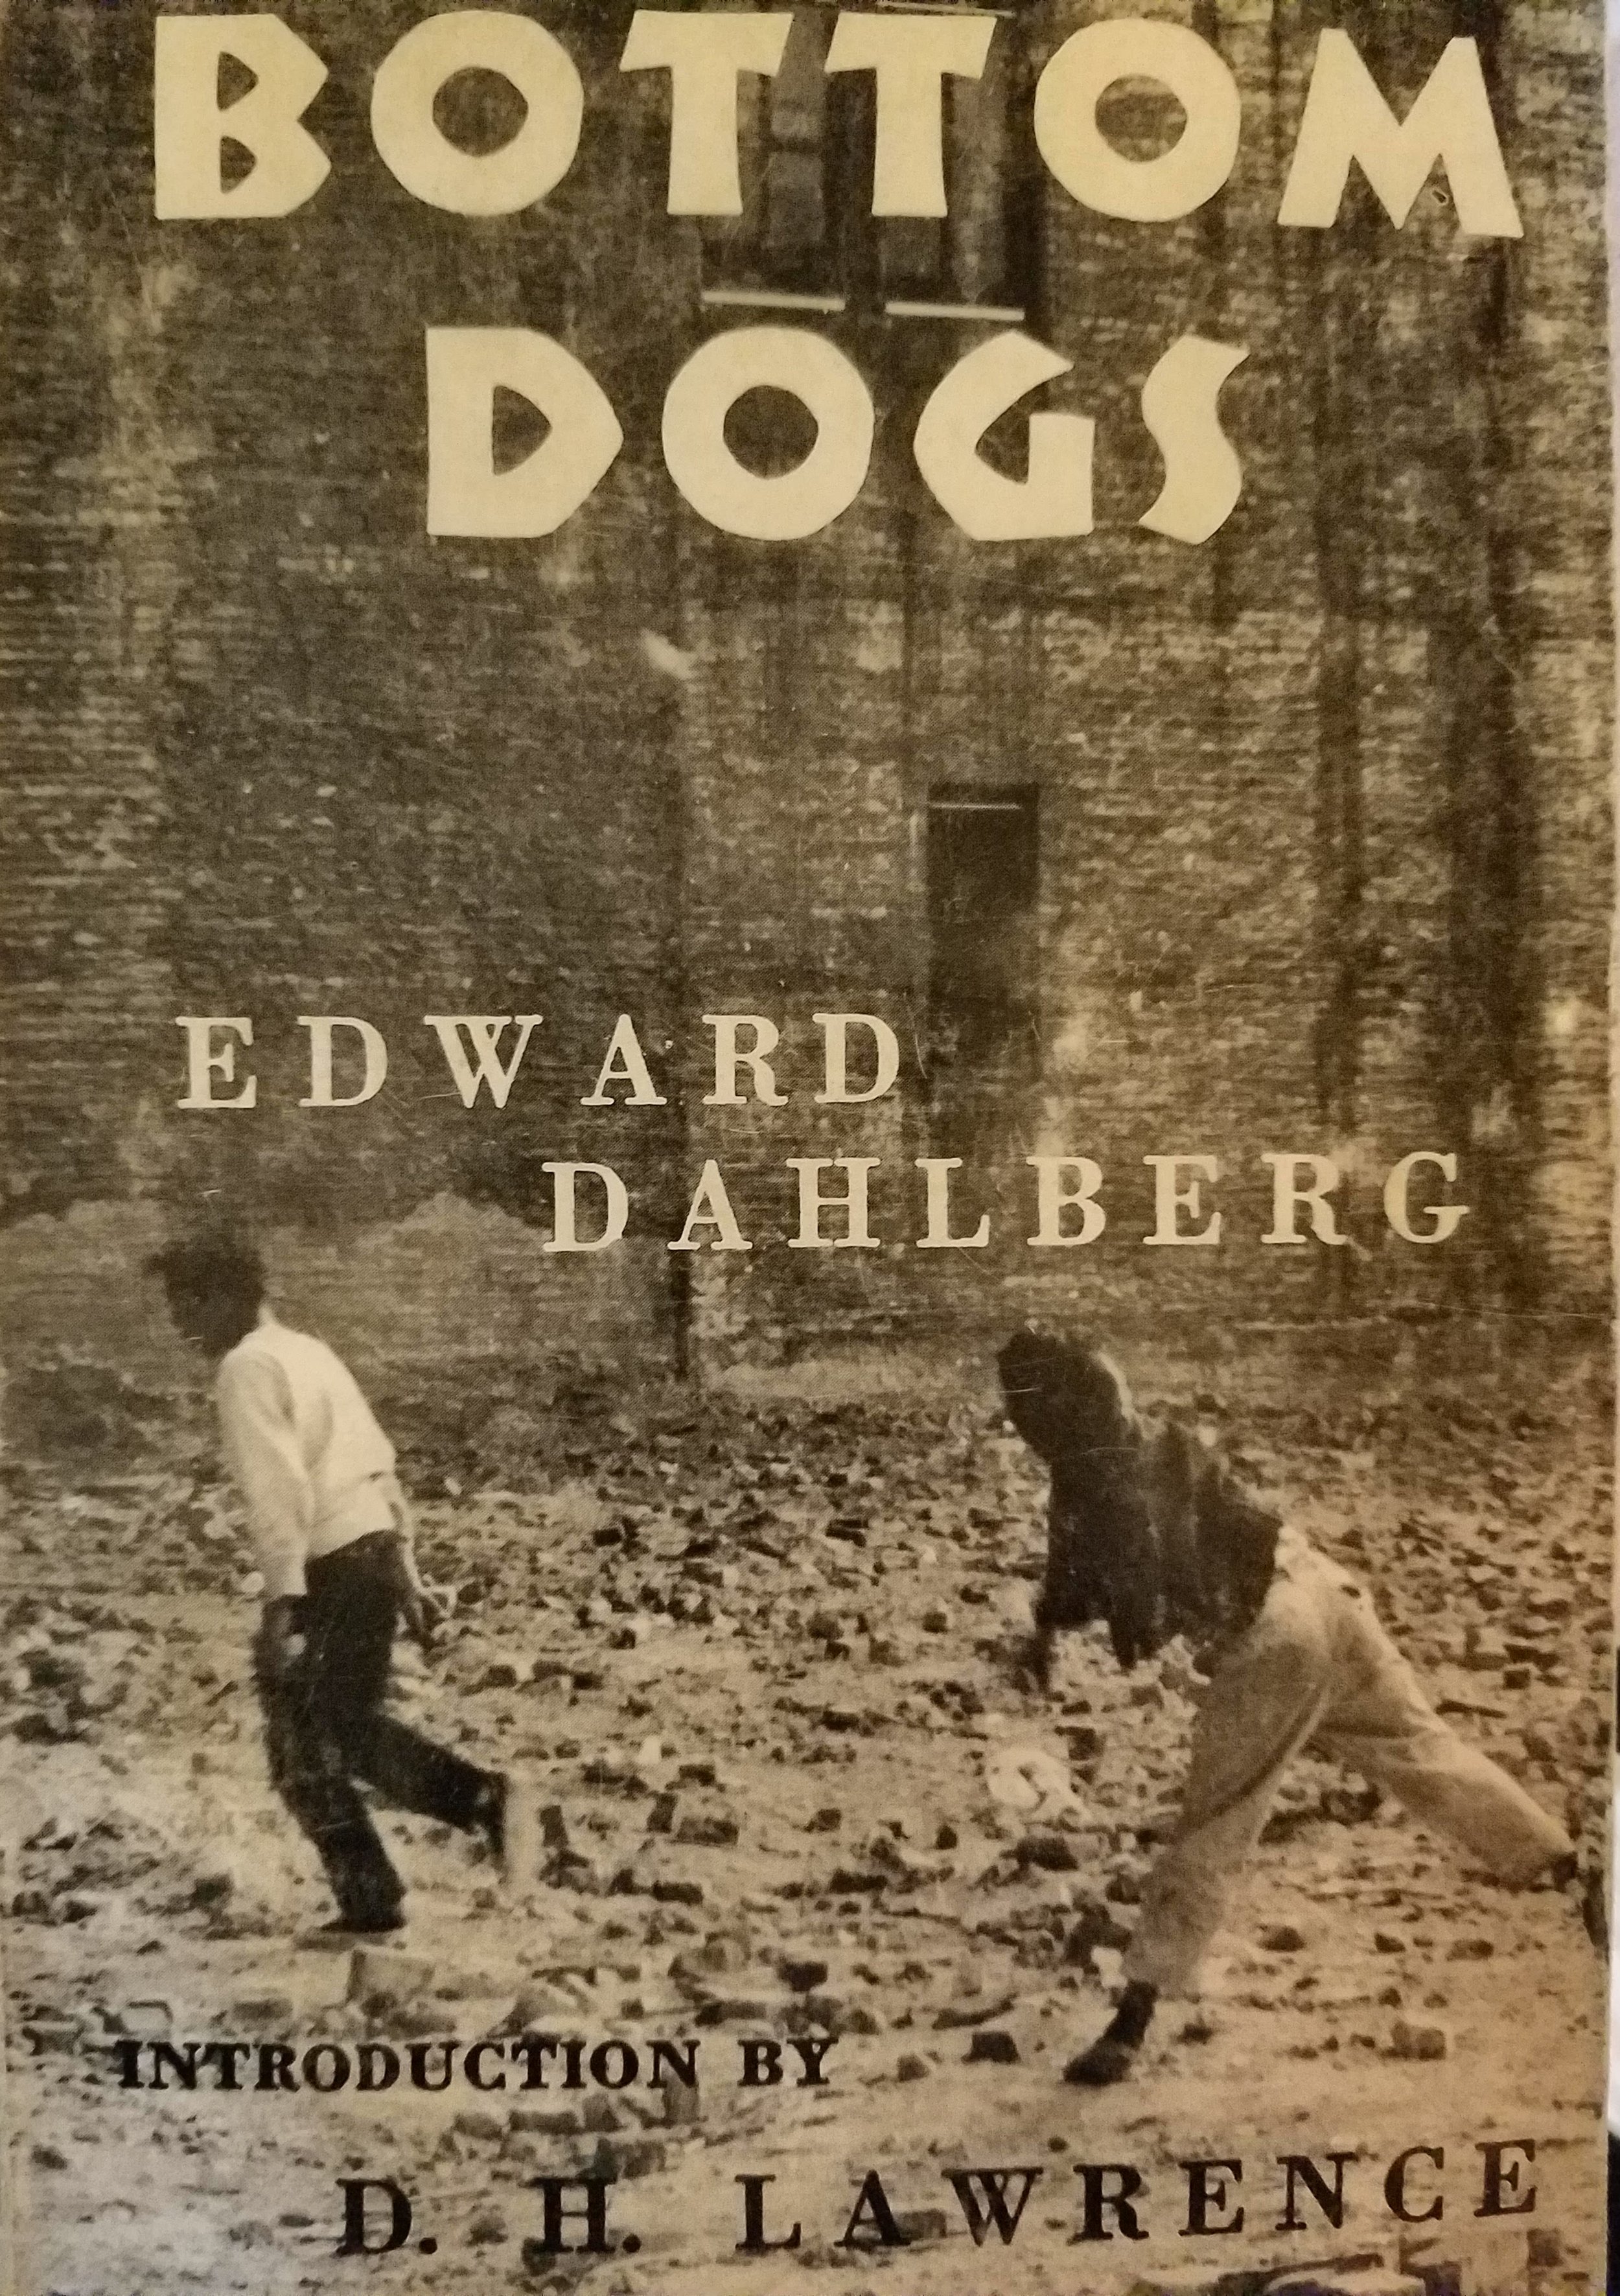 BOTTOM
DOGS
EDWARD
DAHLBERG
INTRODUCTION BY
D. H. LAWRENCE